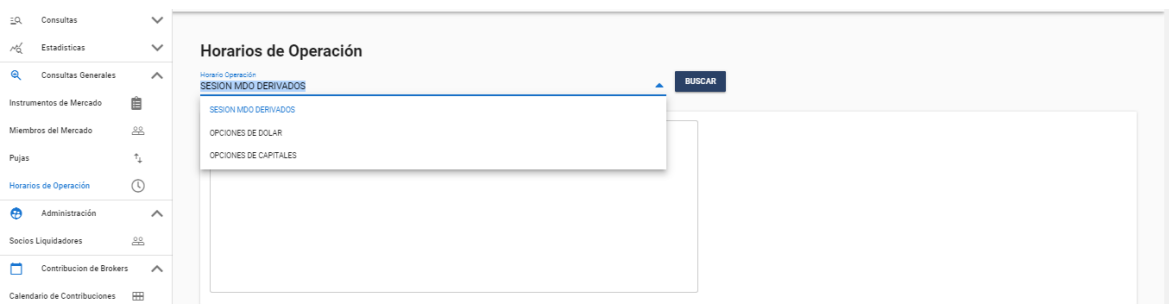 Consultas
Estadisticas
Consultas Generales
Instrumentos de Mercado
Miembros del Mercado
Pujas
Horarios de Operación
Administración
Socios Liquidadores
Contribucion de Brokers
Calendario de Contribuciones
Horarios de Operación
Horario Operación
SESION MDO DERIVADOS
BUSCAR
SESION MDO DERIVADOS
OPCIONES DE DOLAR
OPCIONES DE CAPITALES